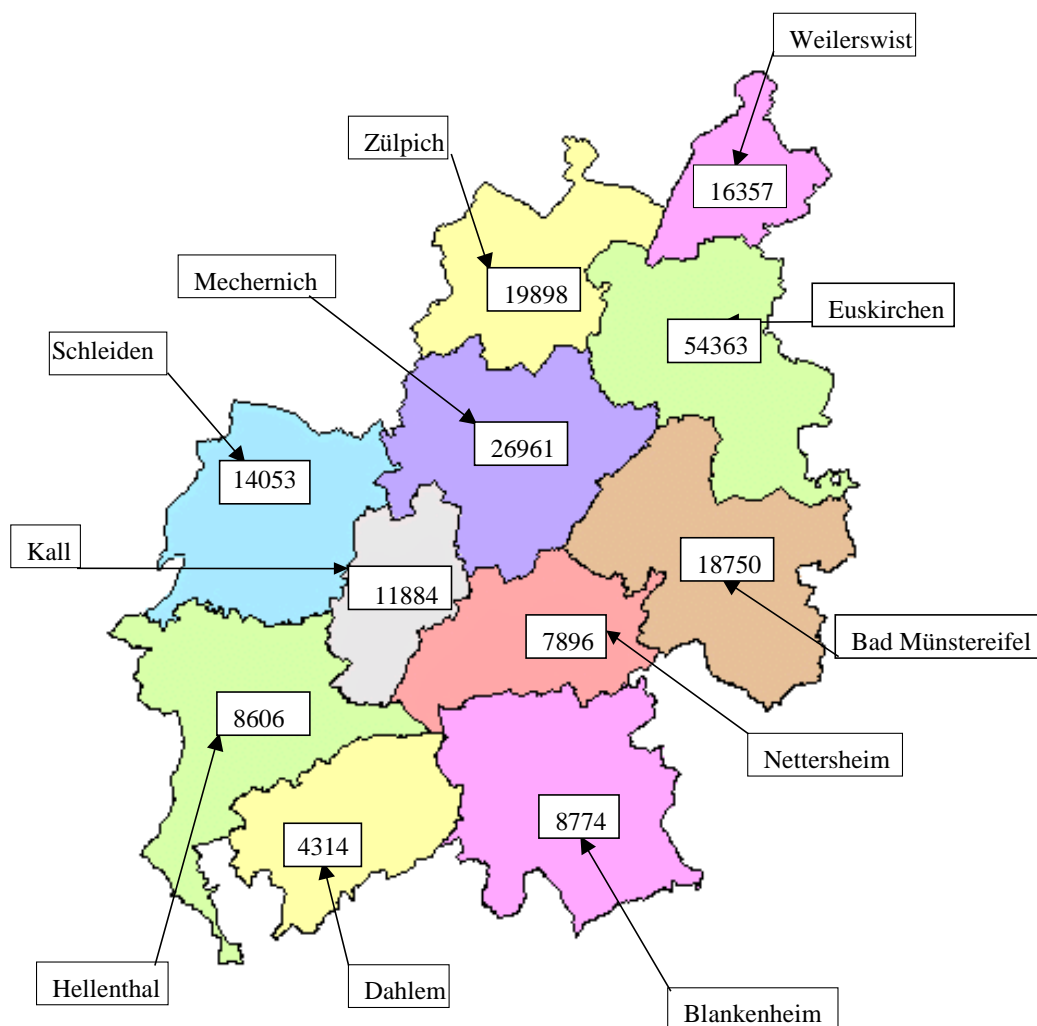 Weilerswist
Zülpich
16357
Mechernich
19898
Euskirchen
54363
Schleiden
26961
14053
Kall
18750
11884
7896
Bad Münstereifel
8606
Nettersheim
8774
4314
Hellenthal
Dahlem
Blankenheim